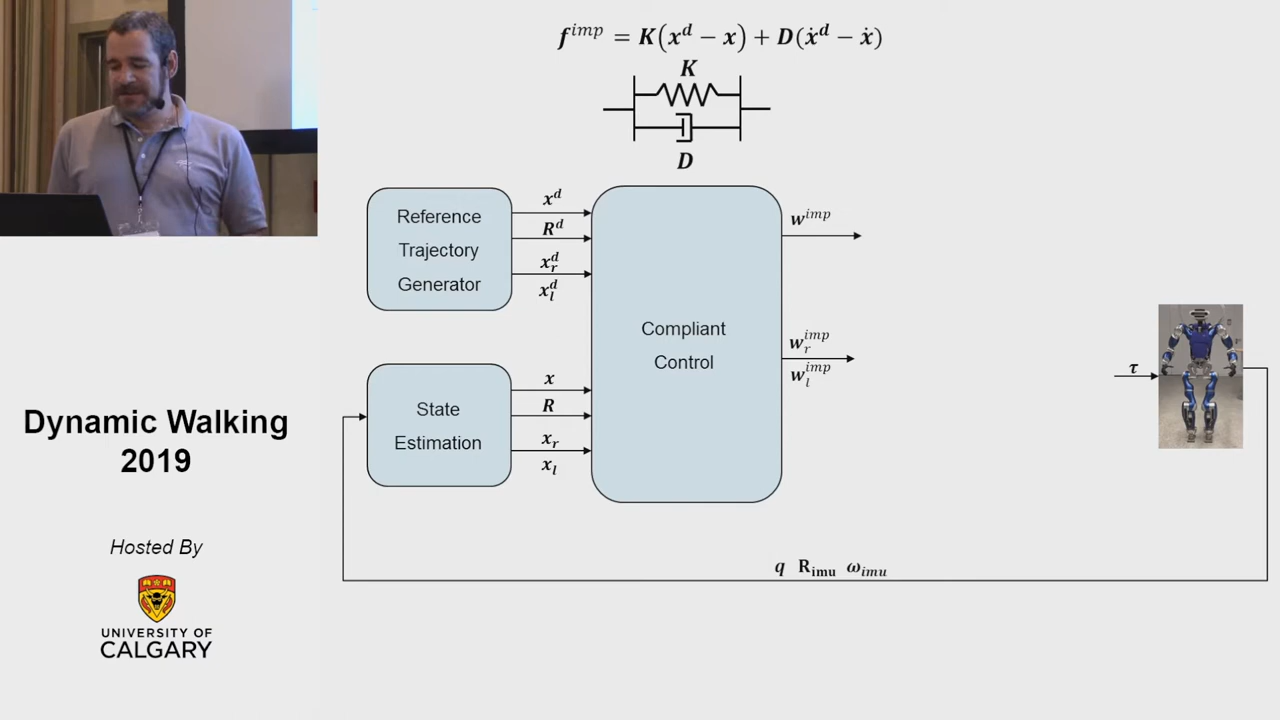 f^imp = K(x^d − x) + D(ẋ^d − ẋ)
K
D
Reference
Trajectory
Generator
x^d
R^d
x_r^d
x_l^d
Compliant
Control
w^imp
w_r^imp
w_l^imp
State
Estimation
x
R
x_r
x_l
τ
q R_imu ω_imu
Dynamic Walking
2019
Hosted By
UNIVERSITY OF
CALGARY